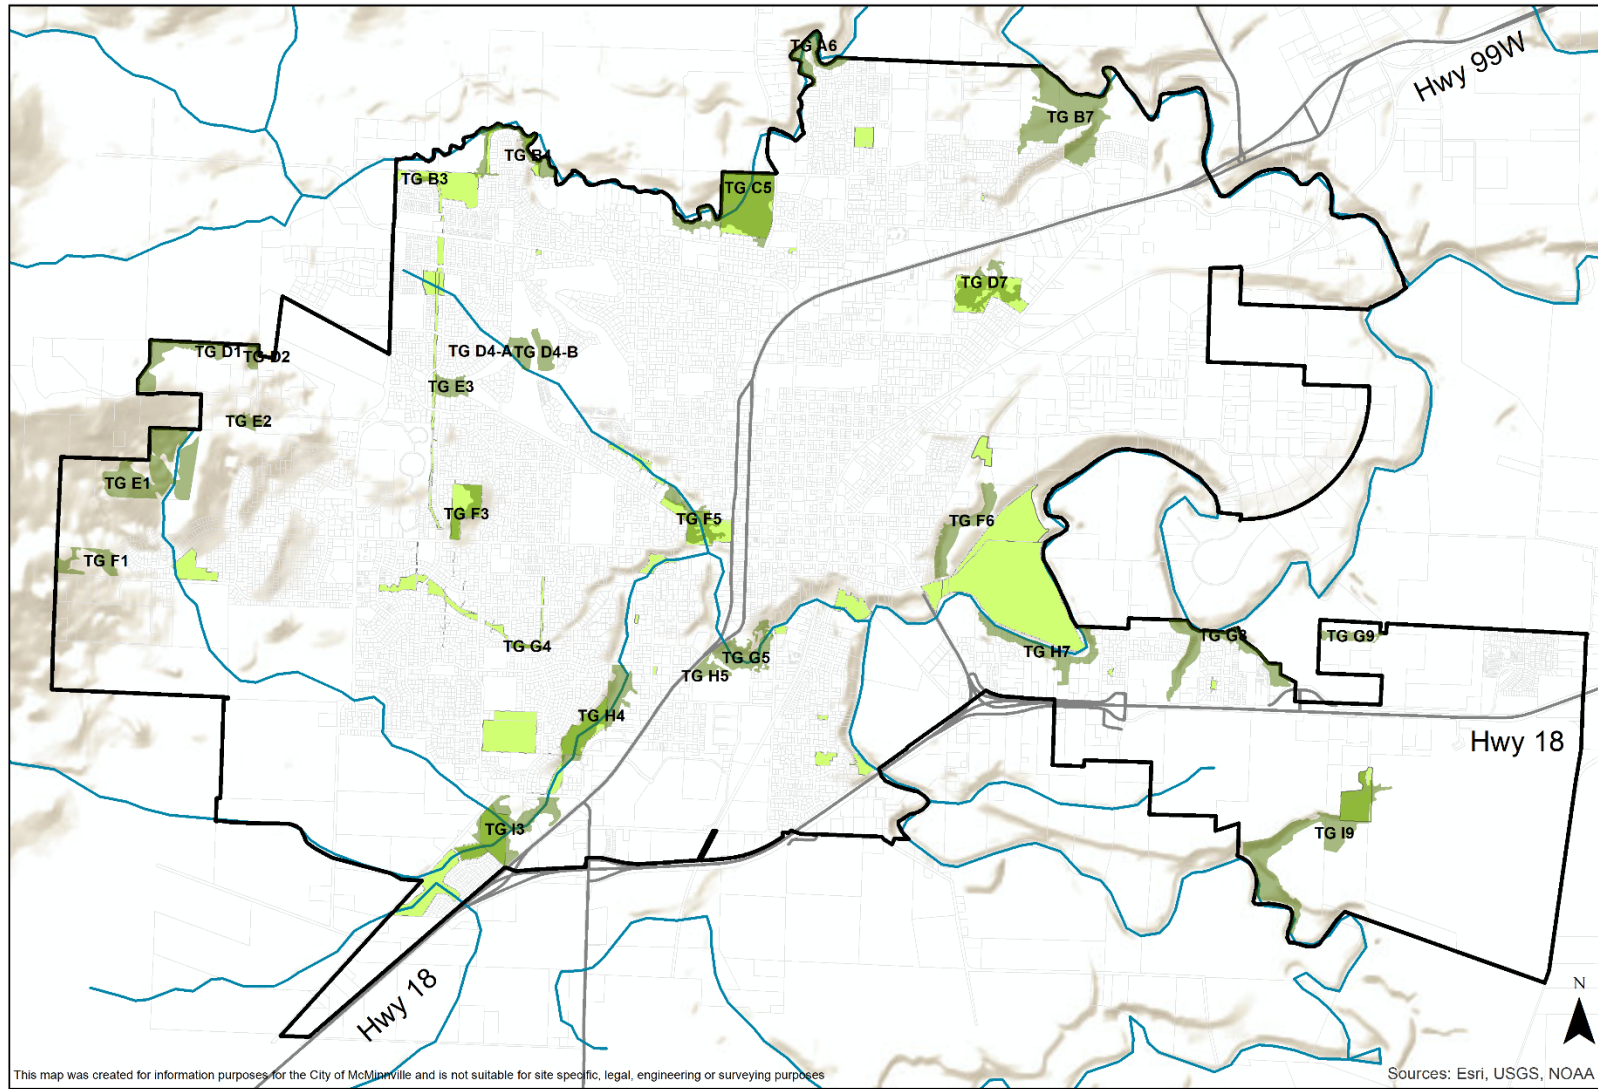 TG A6
Hwy 99W
TG B7
TG B4
TG B3
TG C5
TG D7
TG D1
TG D2
TG D4-A
TG D4-B
TG E3
TG E2
TG E1
TG F3
TG F5
TG F6
TG F1
TG G4
TG G5
TG H5
TG H7
TG G8
TG G9
TG H4
Hwy 18
TG I3
TG I9
Hwy 18
N
This map was created for information purposes for the City of McMinnville and is not suitable for site specific, legal, engineering or surveying purposes
Sources: Esri, USGS, NOAA